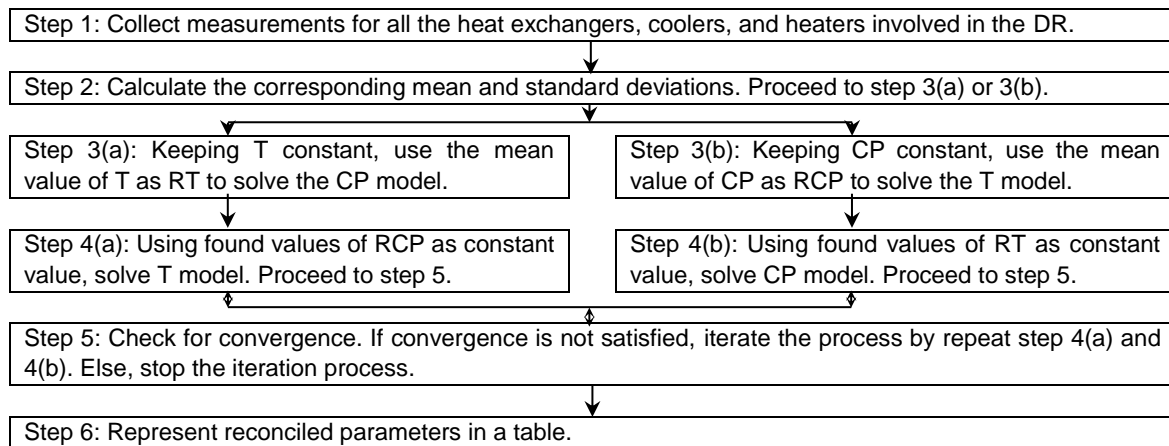 Step 1: Collect measurements for all the heat exchangers, coolers, and heaters involved in the DR.
Step 2: Calculate the corresponding mean and standard deviations. Proceed to step 3(a) or 3(b).
Step 3(a): Keeping T constant, use the mean
value of T as RT to solve the CP model.
Step 3(b): Keeping CP constant, use the mean
value of CP as RCP to solve the T model.
Step 4(a): Using found values of RCP as constant
value, solve T model. Proceed to step 5.
Step 4(b): Using found values of RT as constant
value, solve CP model. Proceed to step 5.
Step 5: Check for convergence. If convergence is not satisfied, iterate the process by repeat step 4(a) and
4(b). Else, stop the iteration process.
Step 6: Represent reconciled parameters in a table.